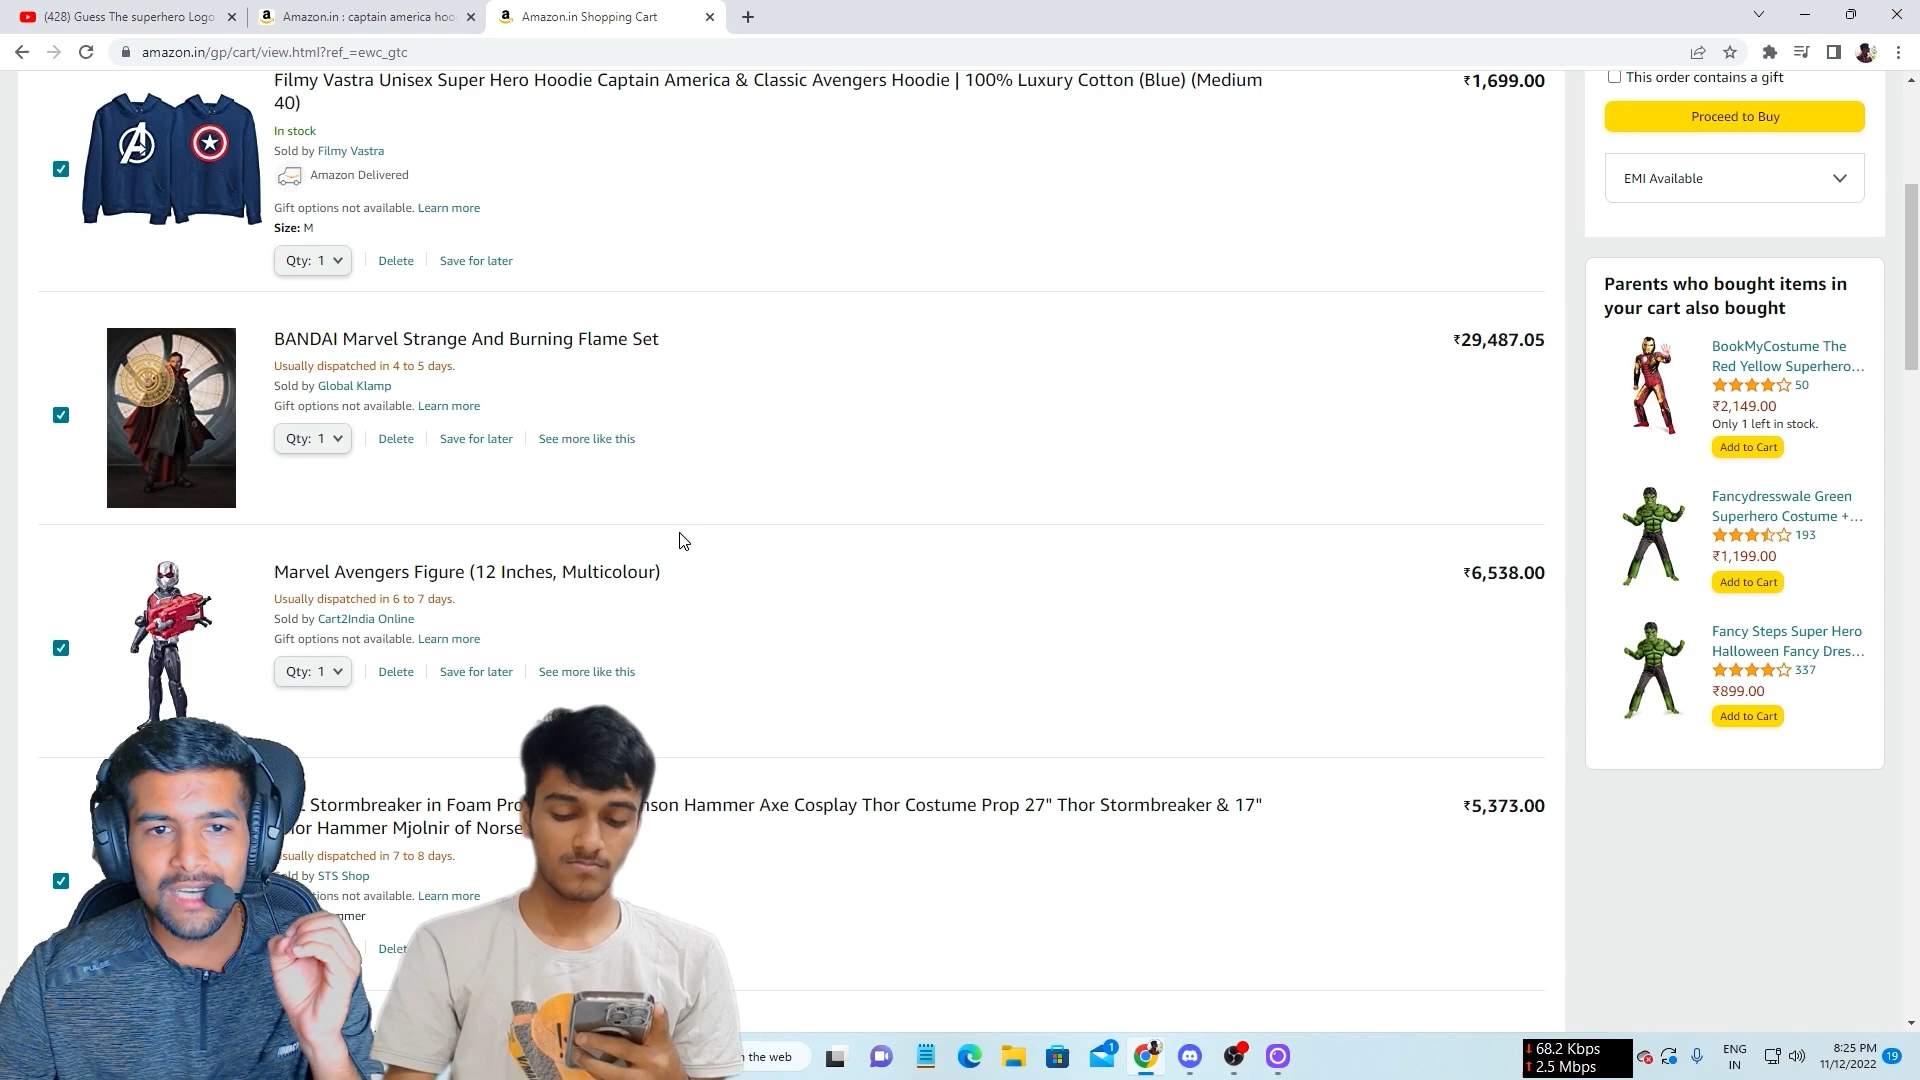 (428) Guess The superhero Logo
Amazon.in : captain america hoo
Amazon.in Shopping Cart
amazon.in/gp/cart/view.html?ref_=ewc_gtc
Filmy Vastra Unisex Super Hero Hoodie Captain America & Classic Avengers Hoodie | 100% Luxury Cotton (Blue) (Medium
40)
₹1,699.00
In stock
Sold by Filmy Vastra
Amazon Delivered
Gift options not available. Learn more
Size: M
Qty: 1
Delete
Save for later
BANDAI Marvel Strange And Burning Flame Set
₹29,487.05
Usually dispatched in 4 to 5 days.
Sold by Global Klamp
Gift options not available. Learn more
Qty: 1
Delete
Save for later
See more like this
Marvel Avengers Figure (12 Inches, Multicolour)
₹6,538.00
Usually dispatched in 6 to 7 days.
Sold by Cart2India Online
Gift options not available. Learn more
Qty: 1
Delete
Save for later
See more like this
Stormbreaker in Foam Pro
Hammer Axe Cosplay Thor Costume Prop 27" Thor Stormbreaker & 17"
₹5,373.00
Hammer Mjolnir of Norse
dispatched in 7 to 8 days.
by STS Shop
not available. Learn more
Delet
This order contains a gift
Proceed to Buy
EMI Available
Parents who bought items in
your cart also bought
BookMyCostume The
Red Yellow Superhero...
50
₹2,149.00
Only 1 left in stock.
Add to Cart
Fancydresswale Green
Superhero Costume +...
193
₹1,199.00
Add to Cart
Fancy Steps Super Hero
Halloween Fancy Dres...
337
₹899.00
Add to Cart
PULSE
the web
1
68.2 Kbps
2.5 Mbps
ENG
IN
8:25 PM
11/12/2022
19